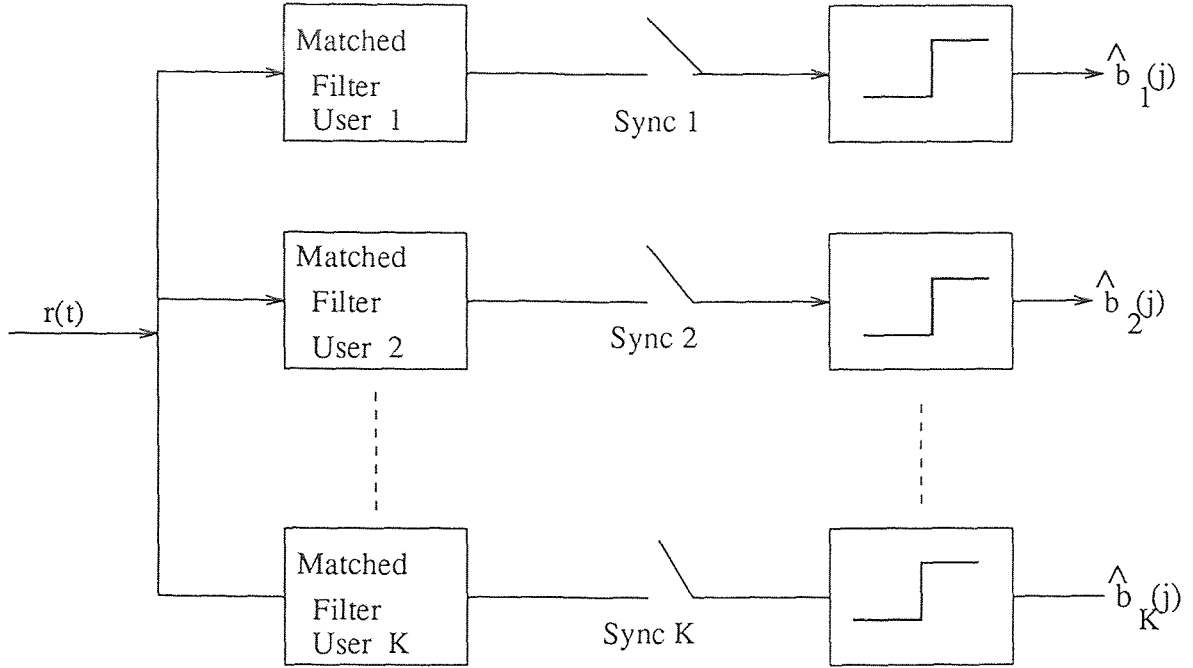 Matched
Filter
User 1
Sync 1
b̂ 1(j)
r(t)
Matched
Filter
User 2
Sync 2
b̂ 2(j)
Matched
Filter
User K
Sync K
b̂ K(j)